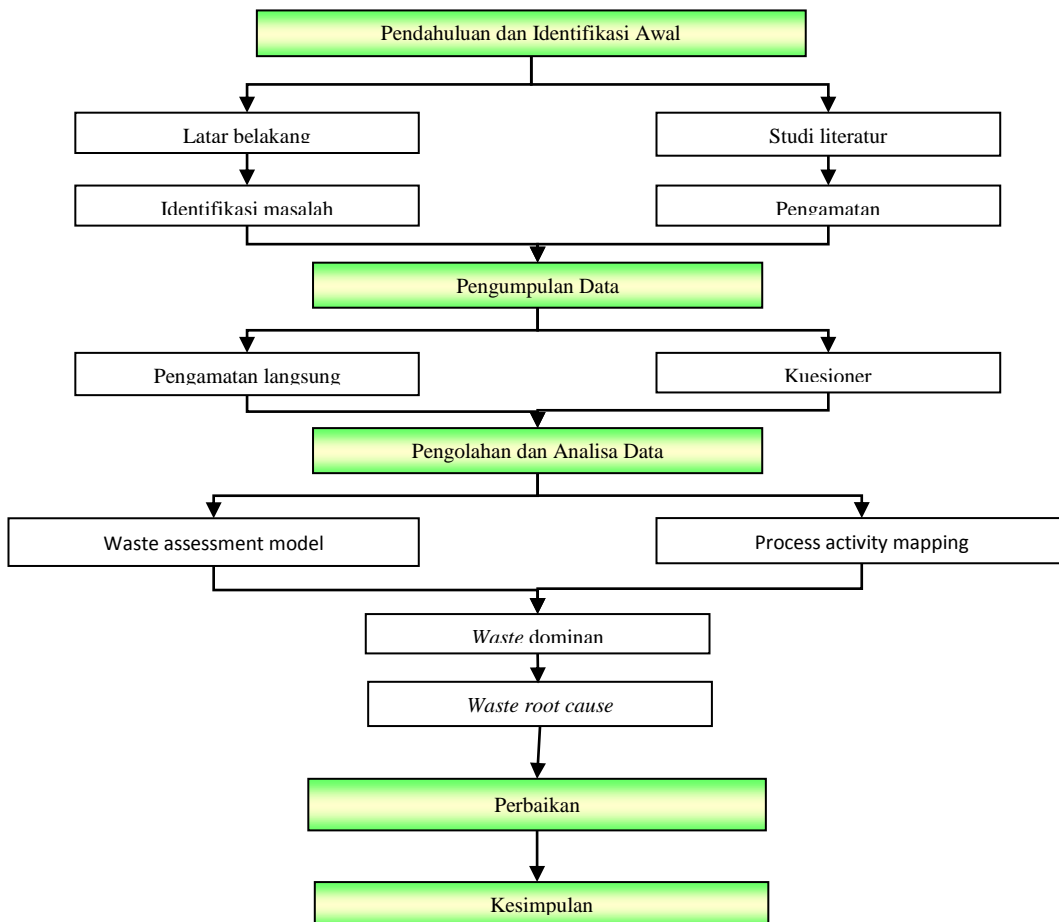 Pendahuluan dan Identifikasi Awal
Latar belakang
Studi literatur
Identifikasi masalah
Pengamatan
Pengumpulan Data
Pengamatan langsung
Kuesioner
Pengolahan dan Analisa Data
Waste assessment model
Process activity mapping
Waste dominan
Waste root cause
Perbaikan
Kesimpulan